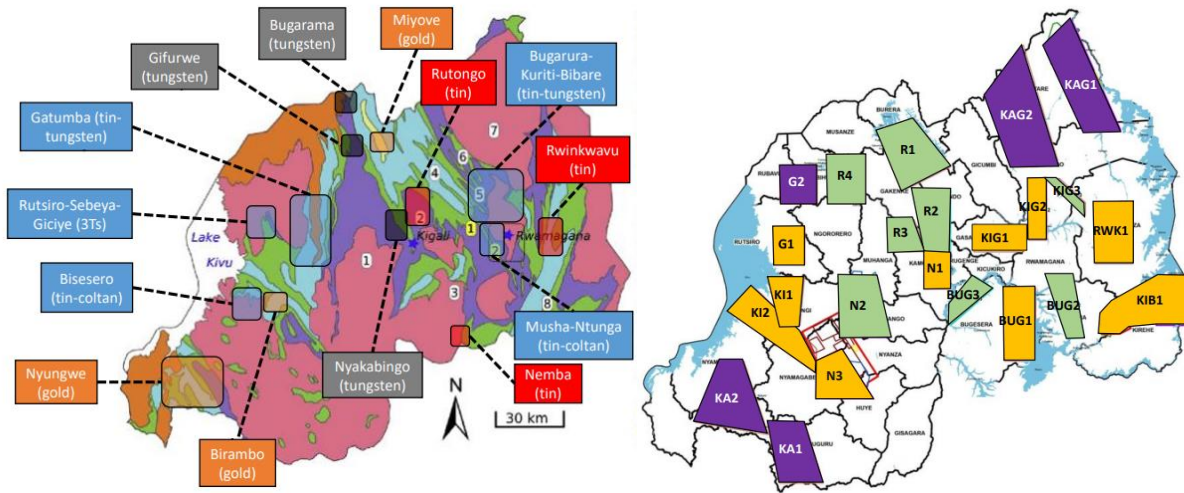 Bugarama
(tungsten)
Miyove
(gold)
Gifurwe
(tungsten)
Rutongo
(tin)
Bugarura-
Kuriti-Bibare
(tin-tungsten)
Gatumba (tin-
tungsten)
Rwinkwavu
(tin)
Rutsiro-Sebeya-
Giciye (3Ts)
Lake
Kivu
Kigali
Rwamagana
1
2
3
4
5
6
7
8
1
2
Bisesero
(tin-coltan)
Musha-Ntunga
(tin-coltan)
Nyungwe
(gold)
Nyakabingo
(tungsten)
Nemba
(tin)
N
30 km
Birambo
(gold)
KAG1
KAG2
BURERA
MUSANZE
R1
GICUMBI
G2
R4
GAKENKE
KIG3
KIG2
R2
R3
RUTSIRO
G1
NGORORERO
KIG1
RWK1
MUHANGA
RWAMAGANA
N1
KICUKIRO
KI1
KI2
N2
BUG3
BUG1
BUG2
KIB1
BUGESERA
KIREHE
NYANZA
NYAMAGABE
N3
KA2
HUYE
GISAGARA
KA1